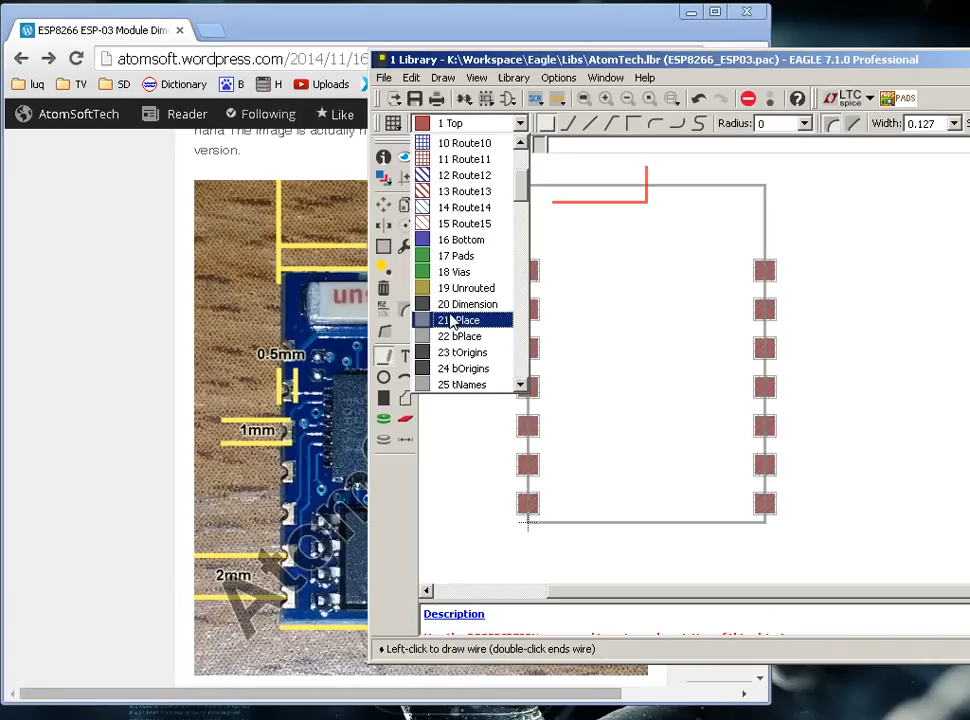 ESP8266 ESP-03 Module Dim
atomsoft.wordpress.com/2014/11/16
luq
TV
SD
Dictionary
B
H
Uploads
AtomSoftTech
Reader
Following
Like
version.
0.5mm
1mm
2mm
Atom
1 Library - K:\Workspace\Eagle\Libs\AtomTech.lbr (ESP8266_ESP03.pac) - EAGLE 7.1.0 Professional
File Edit Draw View Library Options Window Help
SCR
LTC spice
PADS
1 Top
Radius: 0
Width: 0.127
10 Route10
11 Route11
12 Route12
13 Route13
14 Route14
15 Route15
16 Bottom
17 Pads
18 Vias
19 Unrouted
20 Dimension
21 Place
22 bPlace
23 tOrigins
24 bOrigins
25 tNames
R2
10k
T
Description
Left-click to draw wire (double-click ends wire)